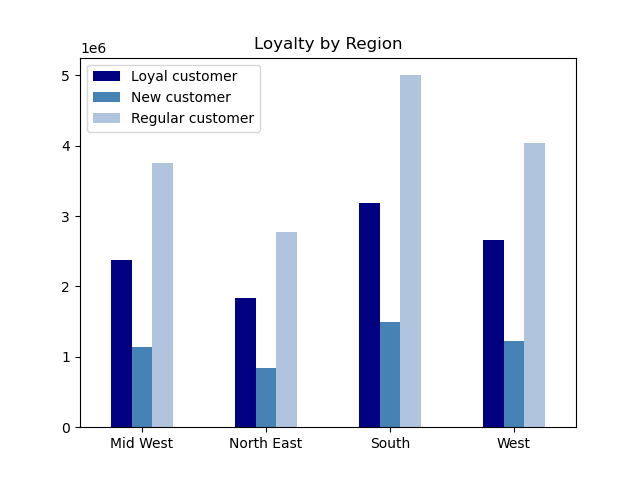 Loyalty by Region
1e6
Loyal customer
New customer
Regular customer
5
4
3
2
1
0
Mid West
North East
South
West